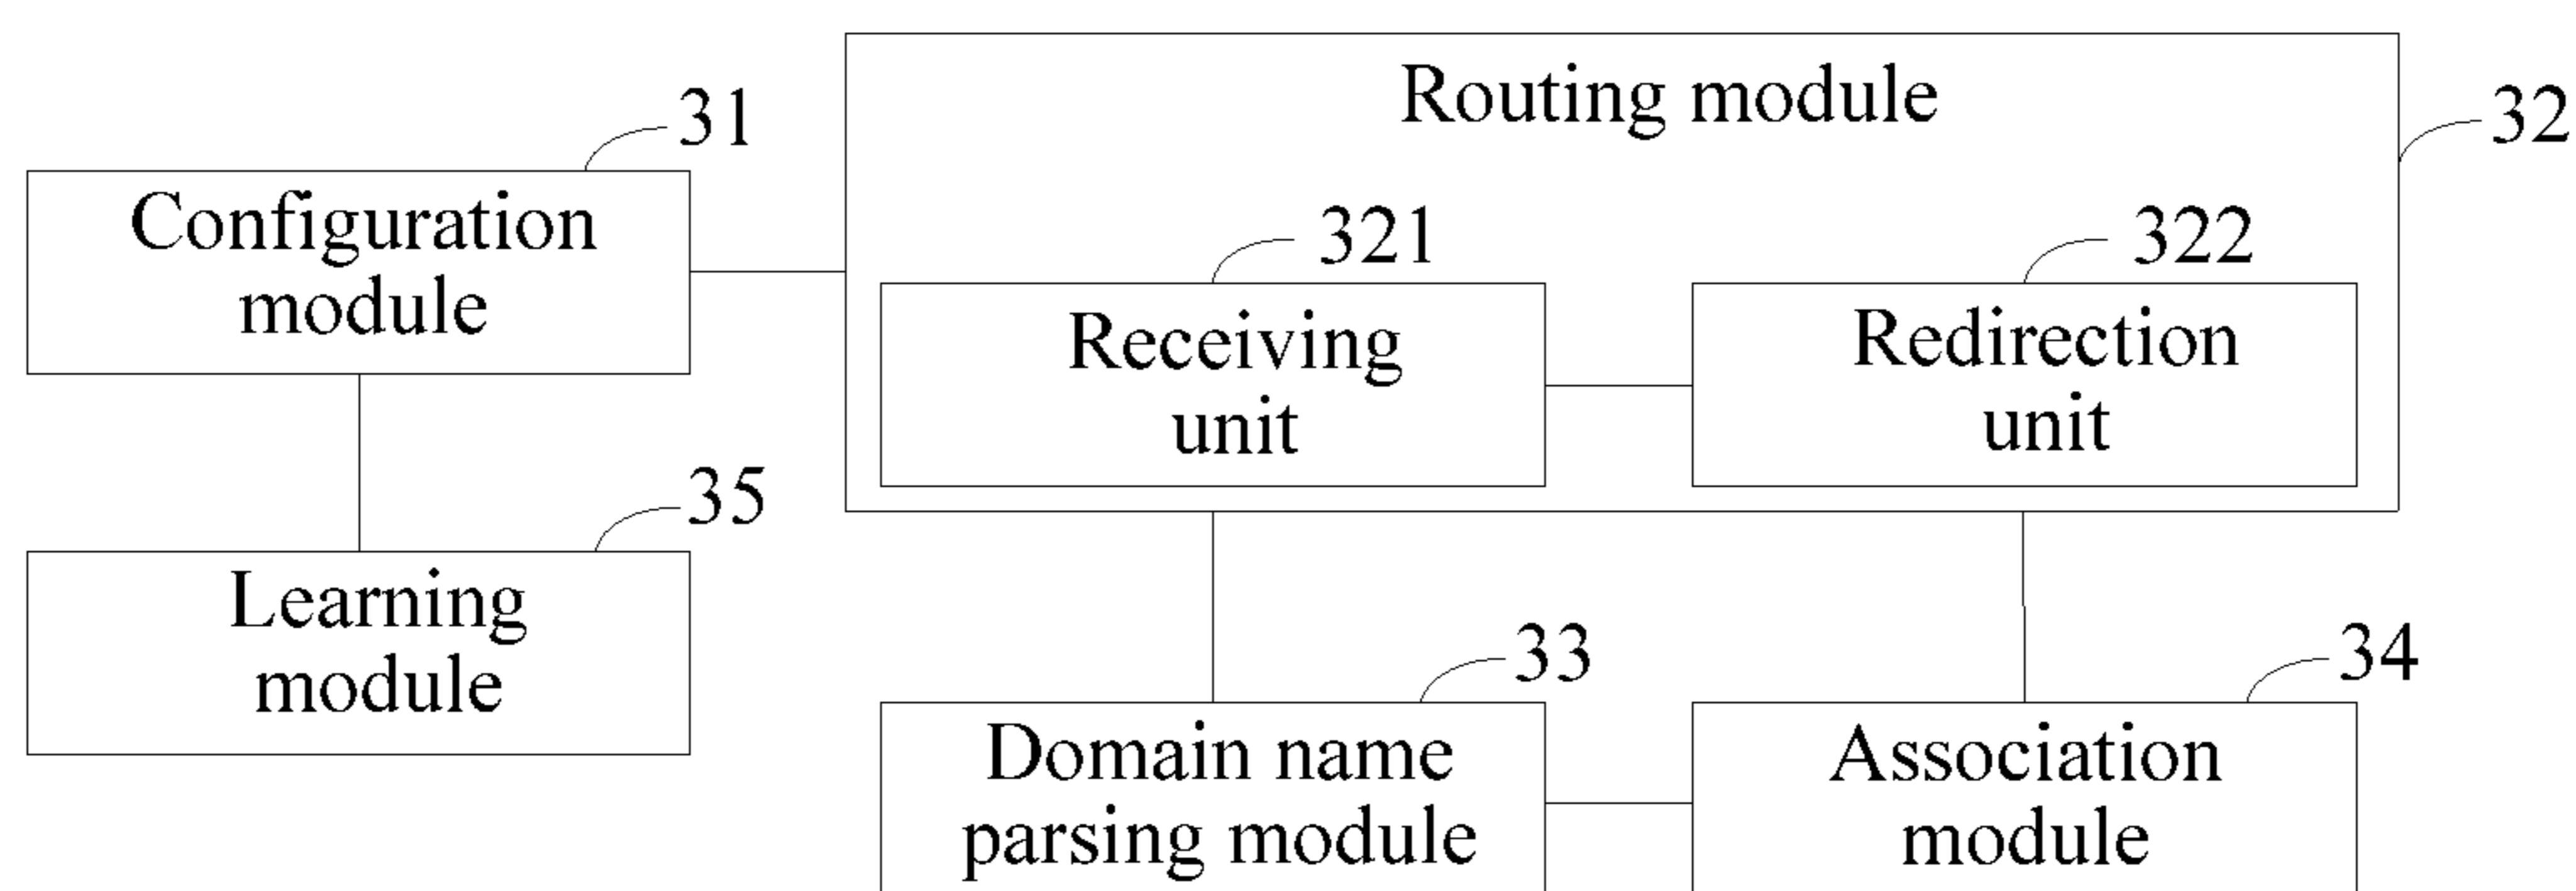 Routing module
32
31
Configuration
module
321
322
Receiving
unit
Redirection
unit
35
Learning
module
33
34
Domain name
parsing module
Association
module